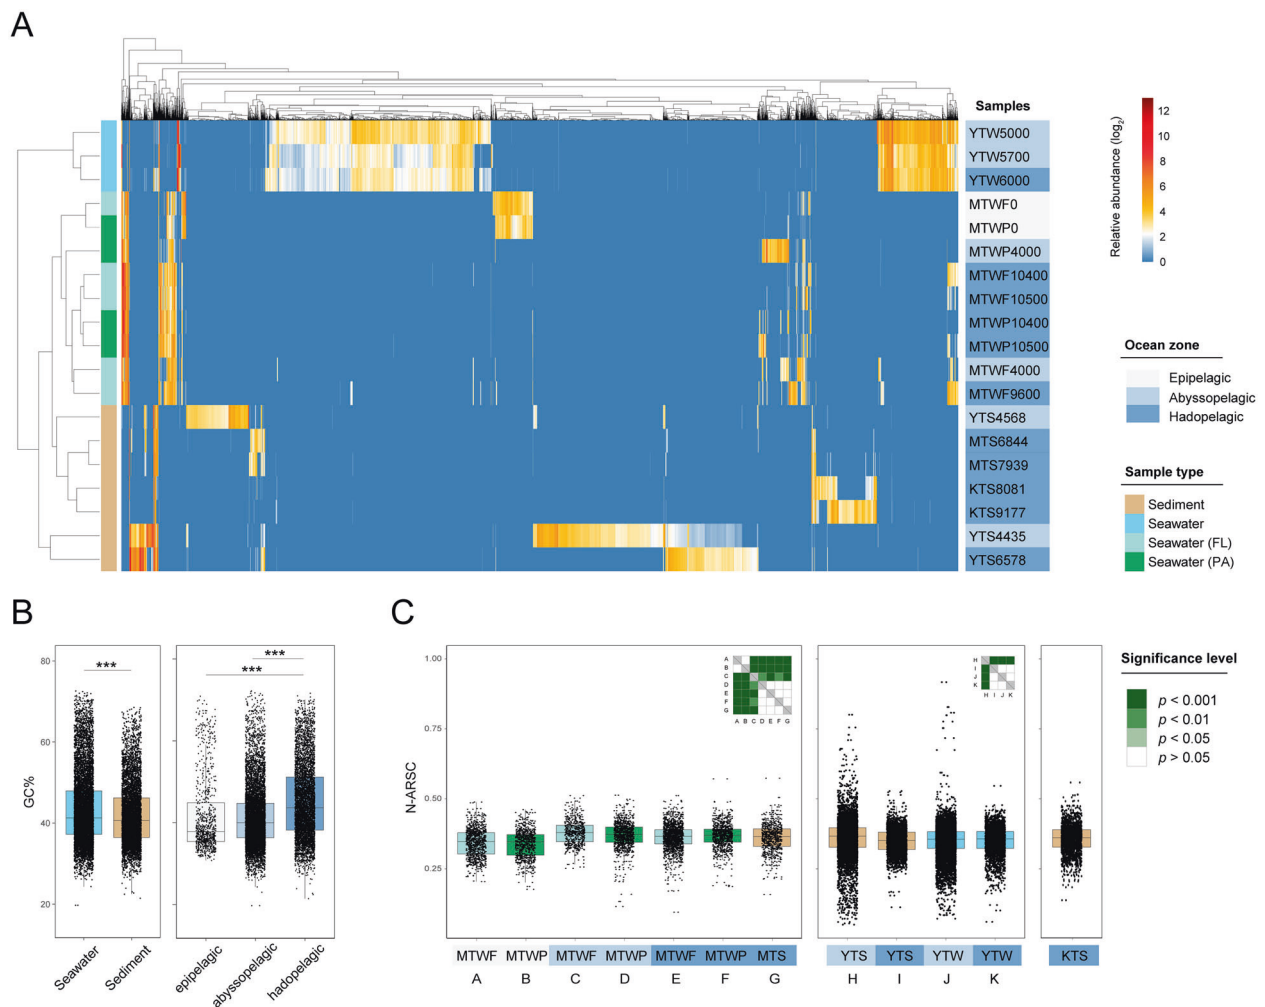 A
Samples
YTW5000
YTW5700
YTW6000
MTWF0
MTWP0
MTWP4000
MTWF10400
MTWF10500
MTWP10400
MTWP10500
MTWF4000
MTWF9600
YTS4568
MTS6844
MTS7939
KTS8081
KTS9177
YTS4435
YTS6578
Relative abundance (log2)
12
10
8
6
4
2
0
Ocean zone
Epipelagic
Abyssopelagic
Hadopelagic
Sample type
Sediment
Seawater
Seawater (FL)
Seawater (PA)
B
GC%
80
60
40
20
***
***
***
Seawater
Sediment
epipelagic
abyssopelagic
hadopelagic
C
N-ARSC
1.00
0.75
0.50
0.25
A
B
C
D
E
F
G
A B C D E F G
H
I
J
K
H I J K
MTWF MTWP MTWF MTWP MTWF MTWP MTS
A B C D E F G
YTS YTS YTW YTW
H I J K
KTS
Significance level
p < 0.001
p < 0.01
p < 0.05
p > 0.05